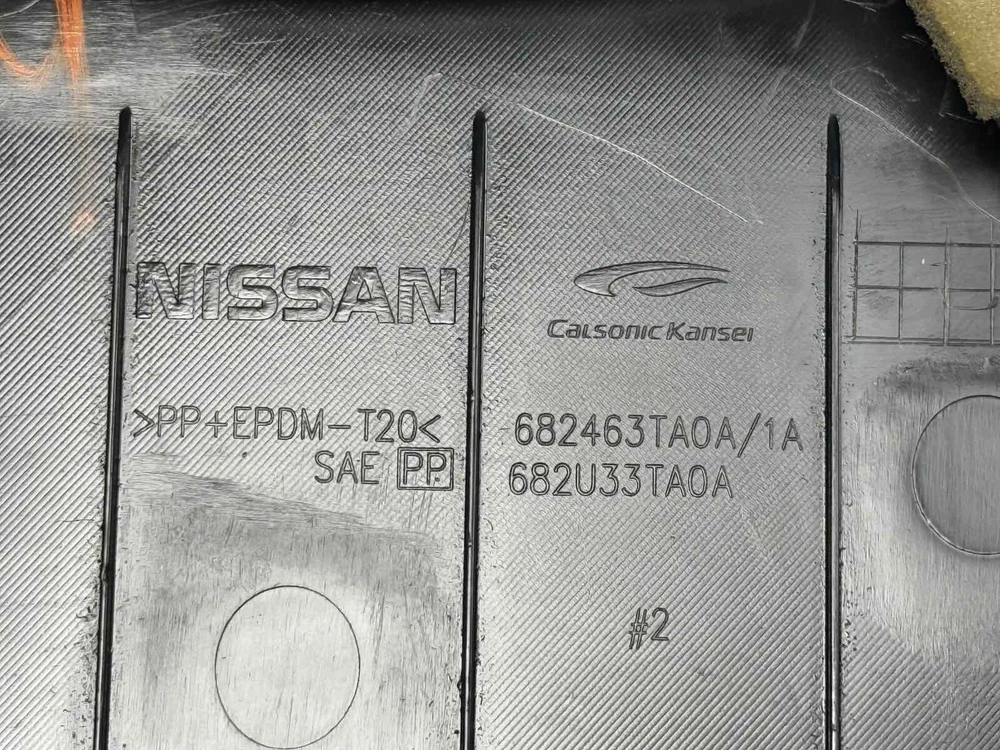 NISSAN
Calsonic Kansei
>PP+EPDM-T20<
SAE PP
682463TA0A/1A
682U33TA0A
#2